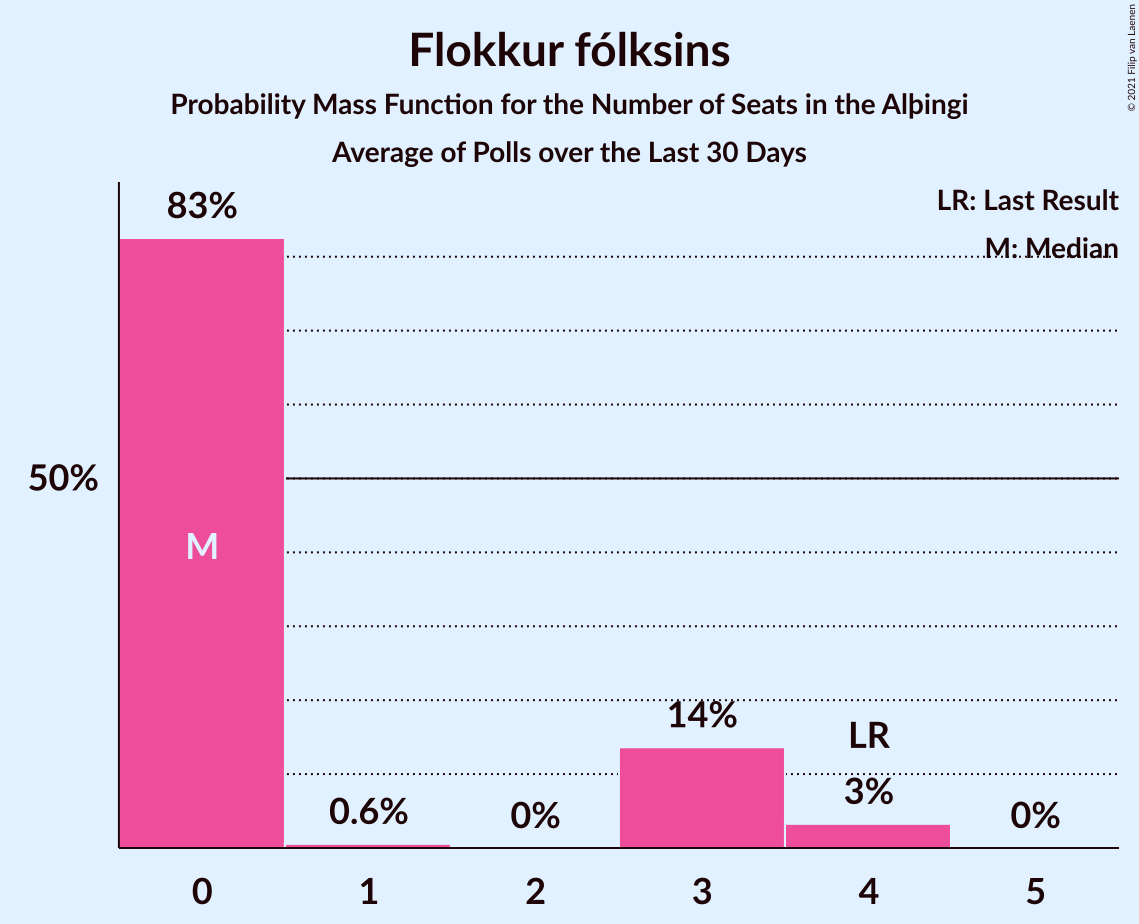 Flokkur fólksins
Probability Mass Function for the Number of Seats in the Alþingi
Average of Polls over the Last 30 Days
© 2021 Filip van Laenen
LR: Last Result
M: Median
83%
50%
M
0.6%
0%
14%
LR
3%
0%
0 1 2 3 4 5